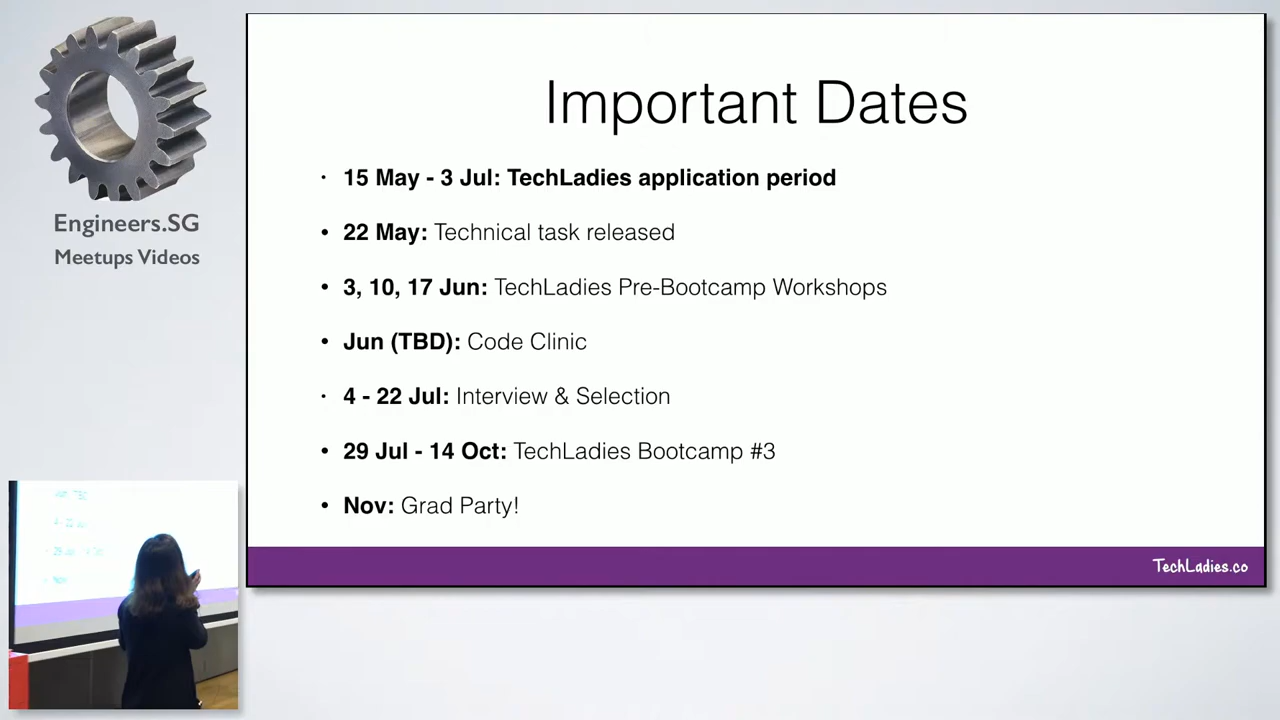 Important Dates
• 15 May - 3 Jul: TechLadies application period
• 22 May: Technical task released
• 3, 10, 17 Jun: TechLadies Pre-Bootcamp Workshops
• Jun (TBD): Code Clinic
• 4 - 22 Jul: Interview & Selection
• 29 Jul - 14 Oct: TechLadies Bootcamp #3
• Nov: Grad Party!
TechLadies.co
Engineers.SG
Meetups Videos